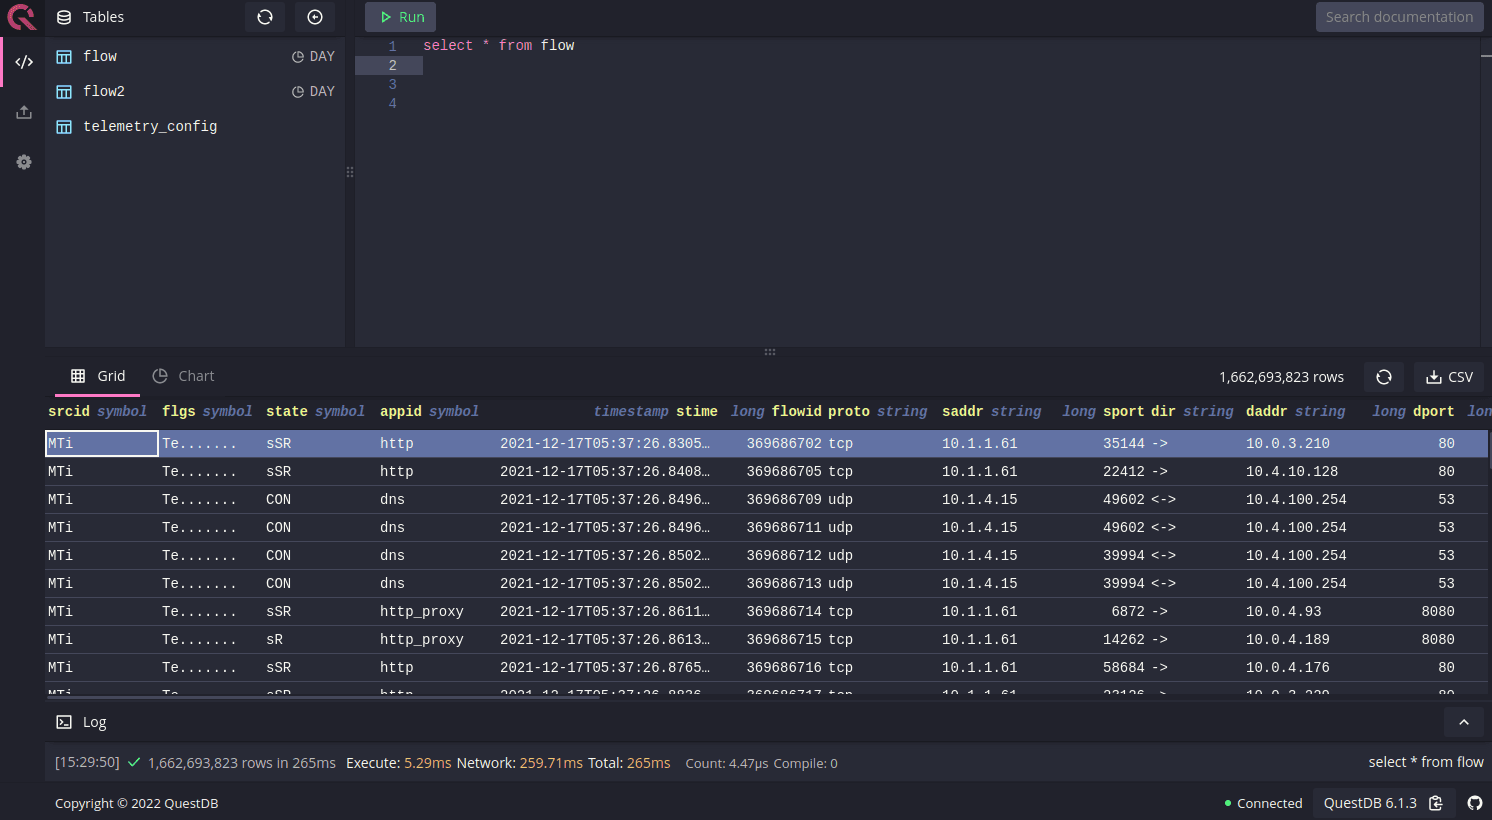 Tables
Run
Search documentation
flow DAY
flow2 DAY
telemetry_config
1 select * from flow
2
3
4
Grid Chart 1,662,693,823 rows CSV
srcid symbol flgs symbol state symbol appid symbol timestamp stime long flowid proto string saddr string long sport dir string daddr string long dport lon
MTi Te....... sSR http 2021-12-17T05:37:26.8305… 369686702 tcp 10.1.1.61 35144 -> 10.0.3.210 80
MTi Te....... sSR http 2021-12-17T05:37:26.8408… 369686705 tcp 10.1.1.61 22412 -> 10.4.10.128 80
MTi Te....... CON dns 2021-12-17T05:37:26.8496… 369686709 udp 10.1.4.15 49602 <-> 10.4.100.254 53
MTi Te....... CON dns 2021-12-17T05:37:26.8496… 369686711 udp 10.1.4.15 49602 <-> 10.4.100.254 53
MTi Te....... CON dns 2021-12-17T05:37:26.8502… 369686712 udp 10.1.4.15 39994 <-> 10.4.100.254 53
MTi Te....... CON dns 2021-12-17T05:37:26.8502… 369686713 udp 10.1.4.15 39994 <-> 10.4.100.254 53
MTi Te....... sSR http_proxy 2021-12-17T05:37:26.8611… 369686714 tcp 10.1.1.61 6872 -> 10.0.4.93 8080
MTi Te....... sR http_proxy 2021-12-17T05:37:26.8613… 369686715 tcp 10.1.1.61 14262 -> 10.0.4.189 8080
MTi Te....... sSR http 2021-12-17T05:37:26.8765… 369686716 tcp 10.1.1.61 58684 -> 10.0.4.176 80
MTi Te....... sSR http 369686717 tcp 10.1.1.61 -> 80
Log
[15:29:50] 1,662,693,823 rows in 265ms Execute: 5.29ms Network: 259.71ms Total: 265ms Count: 4.47μs Compile: 0 select * from flow
Copyright © 2022 QuestDB Connected QuestDB 6.1.3